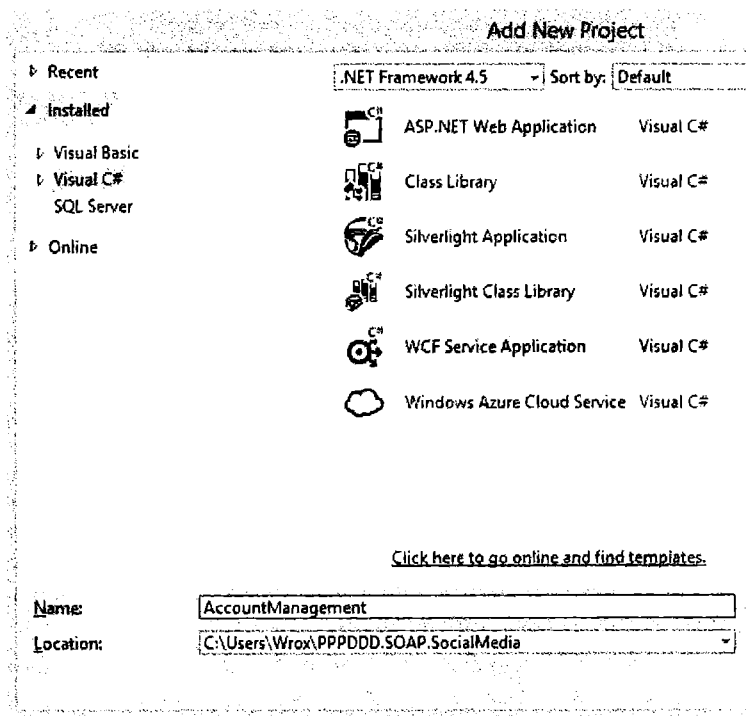 Add New Project
Recent
.NET Framework 4.5 Sort by: Default
Installed
Visual Basic
Visual C#
SQL Server
Online
C# ASP.NET Web Application Visual C#
C# Class Library Visual C#
C# Silverlight Application Visual C#
C# Silverlight Class Library Visual C#
C# WCF Service Application Visual C#
Windows Azure Cloud Service Visual C#
Click here to go online and find templates.
Name: AccountManagement
Location: C:\Users\Wrox\PPPDDD.SOAP.SocialMedia